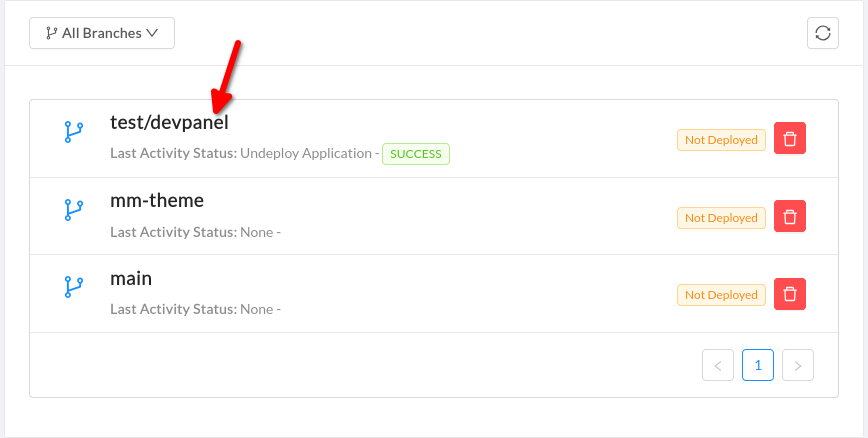 All Branches
test/devpanel
Last Activity Status: Undeploy Application - SUCCESS
Not Deployed
mm-theme
Last Activity Status: None -
Not Deployed
main
Last Activity Status: None -
Not Deployed
< 1 >